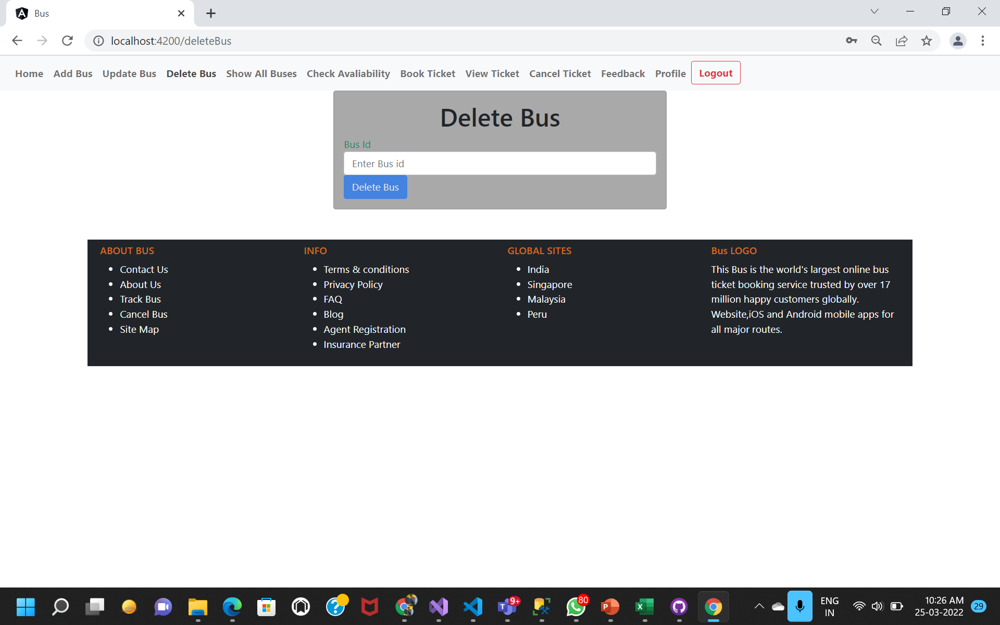 Bus
localhost:4200/deleteBus
Home Add Bus Update Bus Delete Bus Show All Buses Check Avaliability Book Ticket View Ticket Cancel Ticket Feedback Profile Logout
Delete Bus
Bus Id
Enter Bus id
Delete Bus
ABOUT BUS
Contact Us
About Us
Track Bus
Cancel Bus
Site Map
INFO
Terms & conditions
Privacy Policy
FAQ
Blog
Agent Registration
Insurance Partner
GLOBAL SITES
India
Singapore
Malaysia
Peru
Bus LOGO
This Bus is the world's largest online bus
ticket booking service trusted by over 17
million happy customers globally.
Website,iOS and Android mobile apps for
all major routes.
9+
80
ENG
IN
10:26 AM
25-03-2022
29